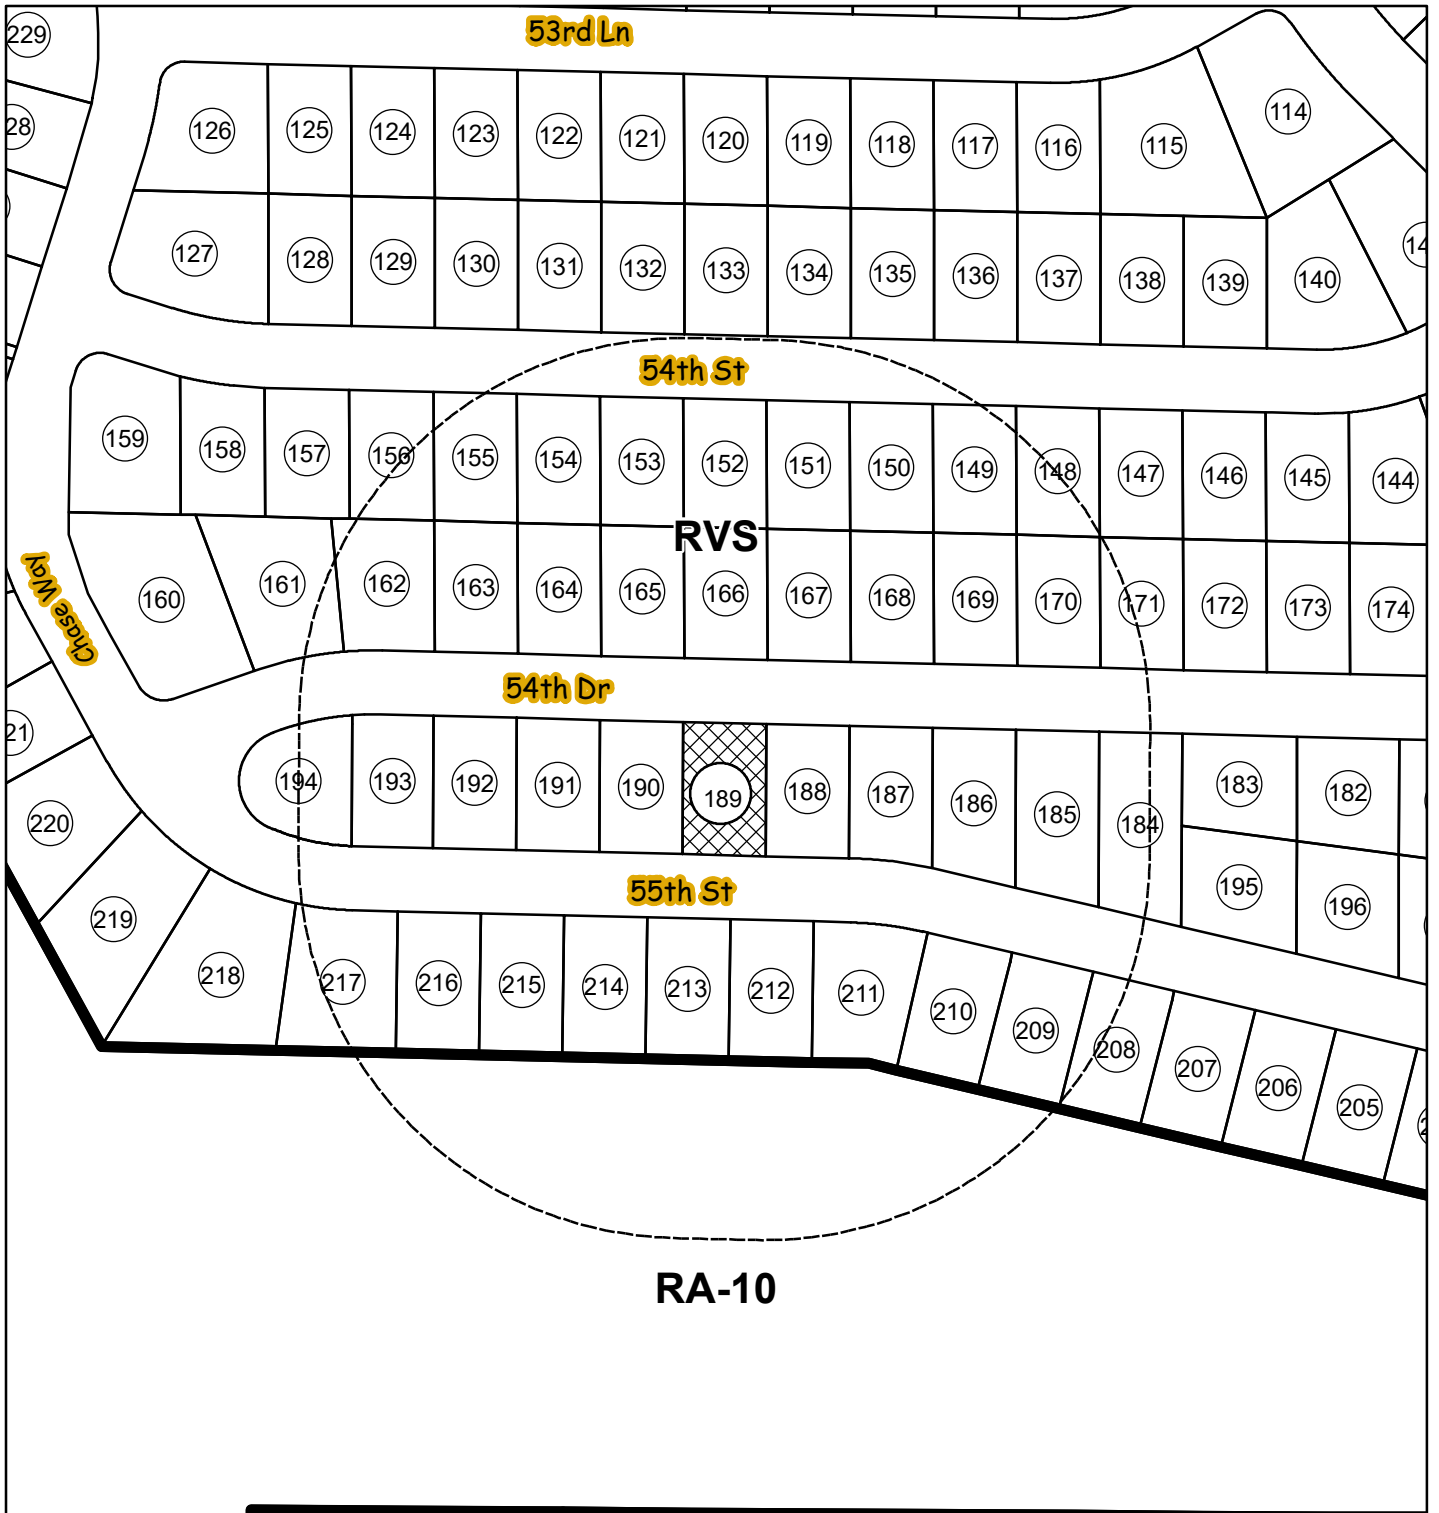 53rd Ln
229
126 125 124 123 122 121 120 119 118 117 116 115 114
28
127 128 129 130 131 132 133 134 135 136 137 138 139 140
54th St
159 158 157 156 155 154 153 152 151 150 149 148 147 146 145 144
RVS
Chase Way
160 161 162 163 164 165 166 167 168 169 170 171 172 173 174
54th Dr
21
194 193 192 191 190 189 188 187 186 185 184 183 182
220
55th St
195 196
219 218 217 216 215 214 213 212 211 210 209 208 207 206 205
RA-10